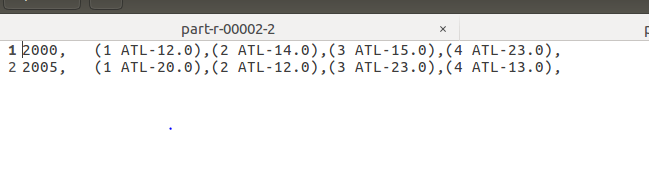 part-r-00002-2 ×
1 2000,   (1 ATL-12.0),(2 ATL-14.0),(3 ATL-15.0),(4 ATL-23.0),
2 2005,   (1 ATL-20.0),(2 ATL-12.0),(3 ATL-23.0),(4 ATL-13.0),